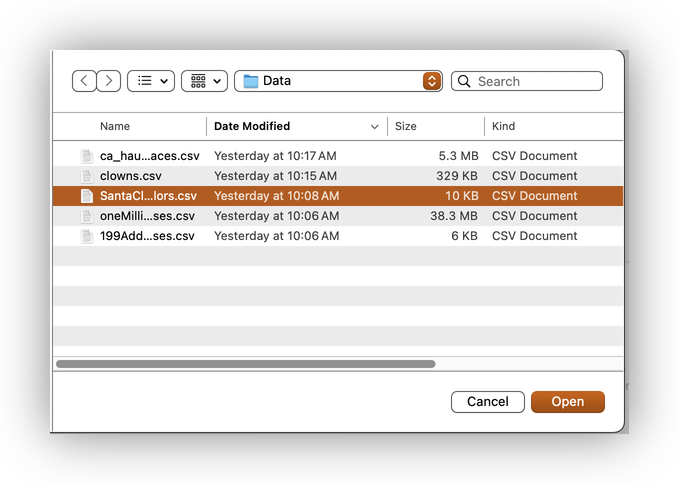 Data
Search
Name Date Modified Size Kind
ca_hau...aces.csv Yesterday at 10:17 AM 5.3 MB CSV Document
clowns.csv Yesterday at 10:15 AM 329 KB CSV Document
SantaCl...lors.csv Yesterday at 10:08 AM 10 KB CSV Document
oneMilli...ses.csv Yesterday at 10:06 AM 38.3 MB CSV Document
199Add...ses.csv Yesterday at 10:06 AM 6 KB CSV Document
Cancel Open